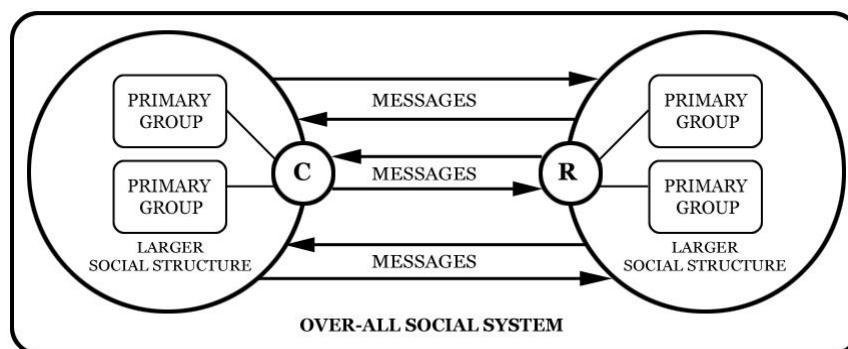 PRIMARY
GROUP
PRIMARY
GROUP
LARGER
SOCIAL STRUCTURE
C
MESSAGES
MESSAGES
MESSAGES
R
PRIMARY
GROUP
PRIMARY
GROUP
LARGER
SOCIAL STRUCTURE
OVER-ALL SOCIAL SYSTEM